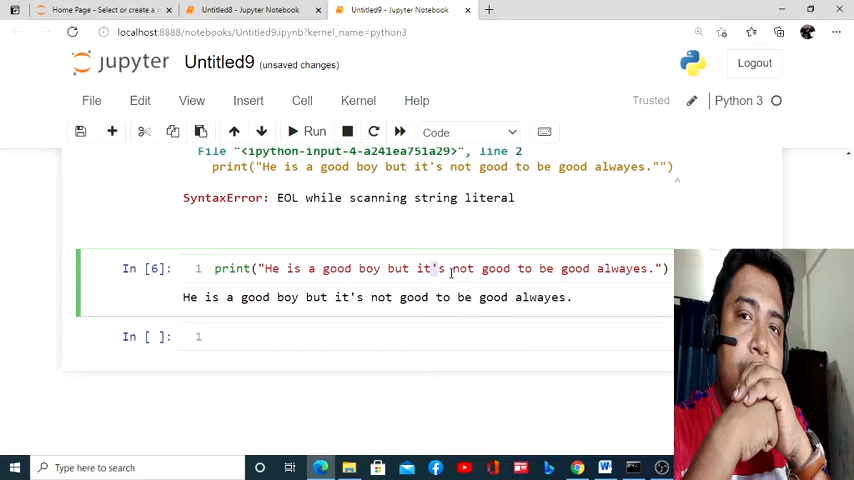 Home Page - Select or create a n
Untitled8 - Jupyter Notebook
Untitled9 - Jupyter Notebook
localhost:8888/notebooks/Untitled9.ipynb?kernel_name=python3
jupyter Untitled9 (unsaved changes)
Logout
File Edit View Insert Cell Kernel Help
Trusted Python 3
Run Code
File "<ipython-input-4-a241ea751a29>", line 2
print("He is a good boy but it's not good to be good alwayes."")
^
SyntaxError: EOL while scanning string literal
In [6]: 1 print("He is a good boy but it's not good to be good alwayes.")
He is a good boy but it's not good to be good alwayes.
In [ ]: 1
Type here to search